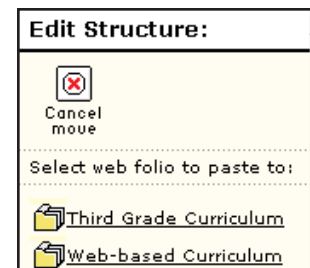 Edit Structure:
Cancel
move
Select web folio to paste to:
Third Grade Curriculum
Web-based Curriculum